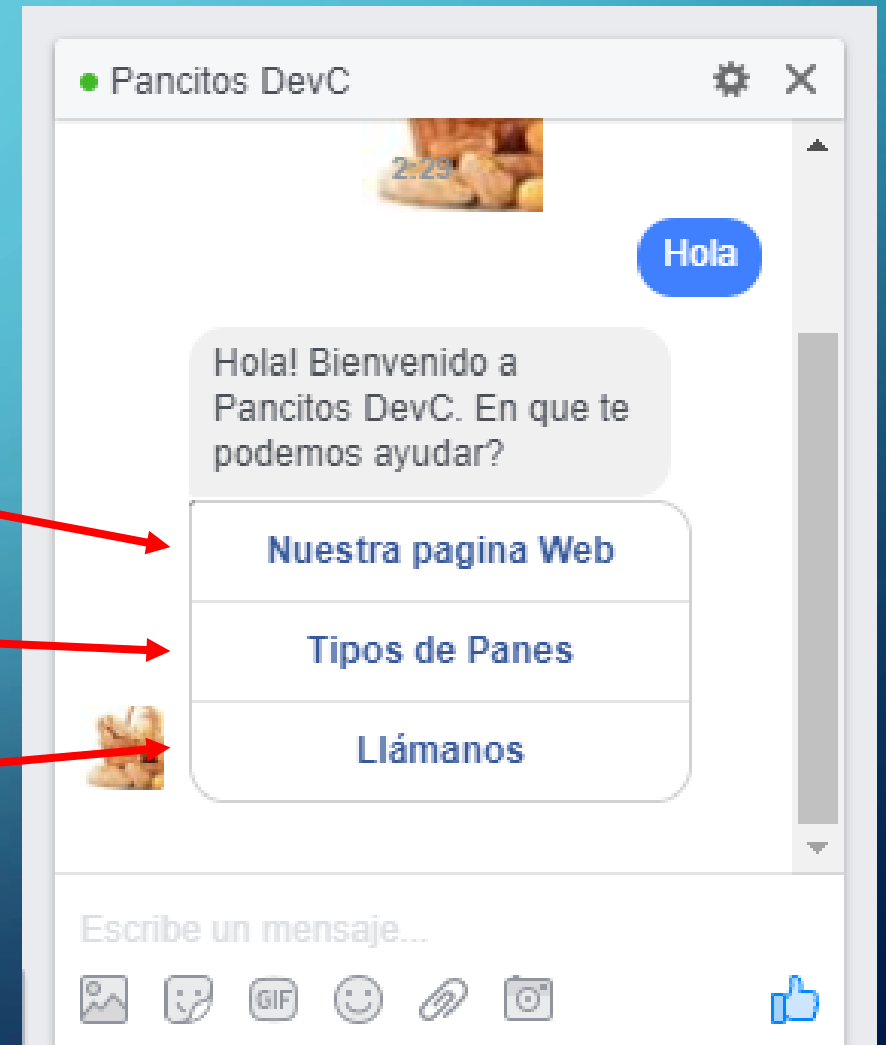 Pancitos DevC
2:29
Hola
Hola! Bienvenido a
Pancitos DevC. En que te
podemos ayudar?
Nuestra pagina Web
Tipos de Panes
Llámanos
Escribe un mensaje...
GIF